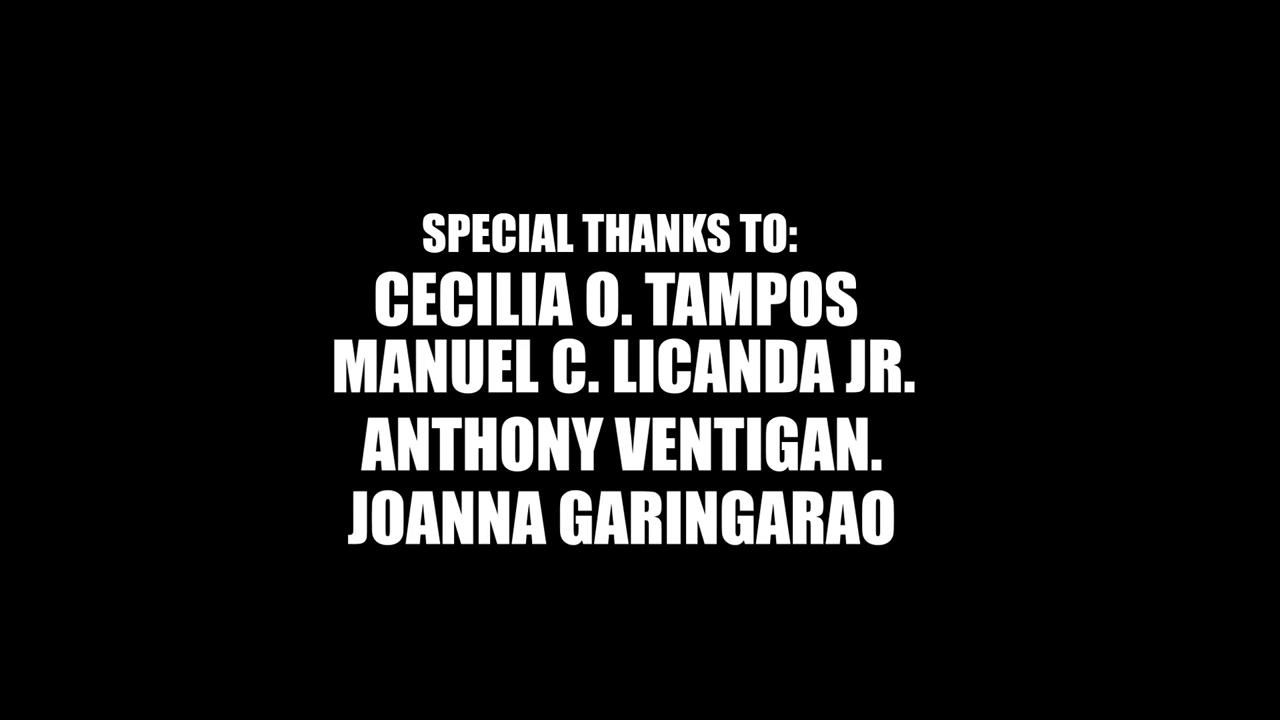 SPECIAL THANKS TO:
CECILIA O. TAMPOS
MANUEL C. LICANDA JR.
ANTHONY VENTIGAN.
JOANNA GARINGARAO